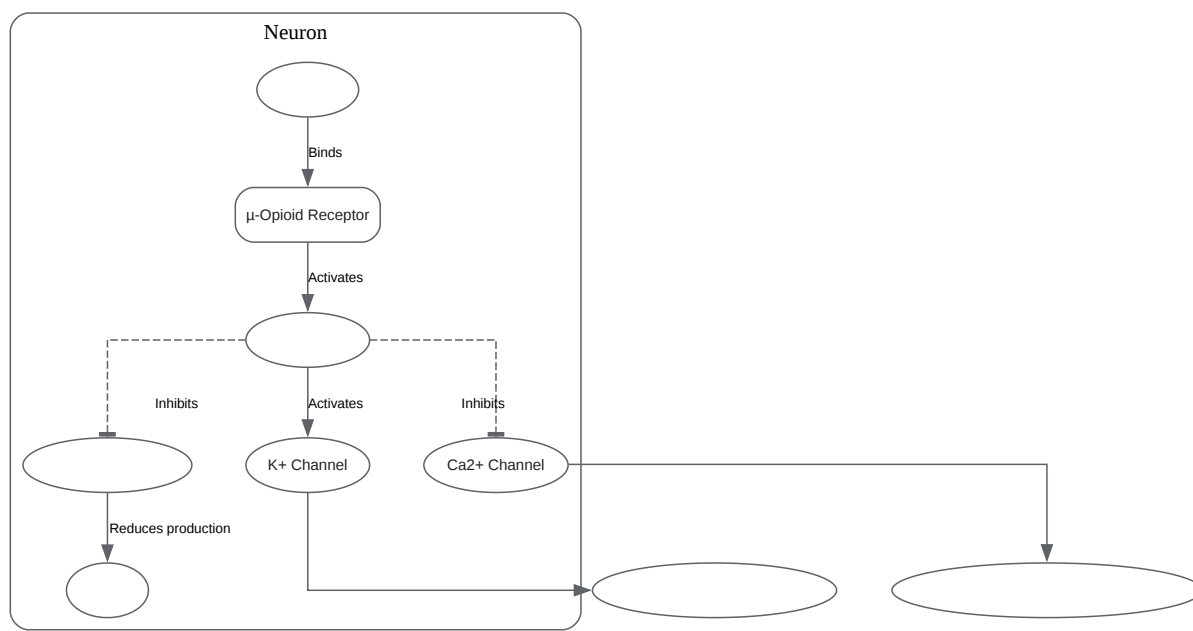 Neuron
Binds
µ-Opioid Receptor
Activates
Inhibits
Activates
Inhibits
K+ Channel
Ca2+ Channel
Reduces production